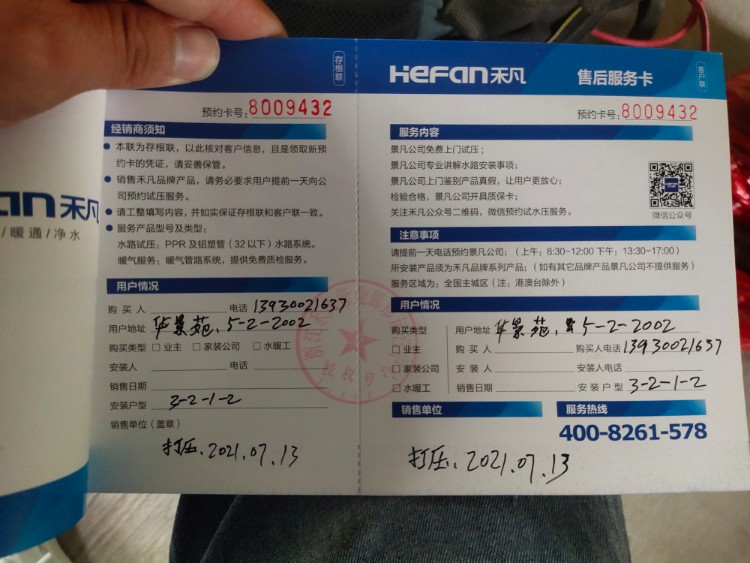 an禾凡
/暖通/净水
存根联
预约卡号:8009432
经销商须知
本联为存根联，以此核对客户信息，且是领取新预
约卡的凭证，请妥善保管。
销售禾凡品牌产品，请务必要求用户提前一天向公
司预约试压服务。
请工整填写内容，并如实保证存根联和客户联一致。
服务产品型号及类型:
水路试压: PPR 及铝塑管（32以下）水路系统。
暖气服务: 暖气管路系统，提供免费质检服务。
用户情况
购 买 人 电话 13930021637
用户地址 华景苑, 5-2-2002
购买类型 □ 业主 □ 家装公司 □ 水暖工
安装人 电话
销售日期
安装户型 3-2-1-2
销售单位（盖章）
打压, 2021.07.13
HeFan禾凡 售后服务卡
客户联
预约卡号:8009432
服务内容
景凡公司免费上门试压;
景凡公司专业讲解水路安装事项;
景凡公司上门鉴别产品真假，让用户更放心;
检验合格，景凡公司开具质保卡;
关注禾凡公众号二维码，微信预约试水压服务。
微信公众号
注意事项
请提前一天电话预约景凡公司;（上午: 8:30-12:00 下午: 13:30-17:00）
所安装产品须为禾凡品牌系列产品;（如有其它品牌产品景凡公司不提供服务）
服务区域为: 全国主城区（注: 港澳台除外）
用户情况
购买类型 用户地址 华景苑, 5-2-2002
□ 业主 购 买 人 购买人电话 13930021637
□ 家装公司 安 装 人 安装人电话
□ 水暖工 销售日期 安 装 户 型 3-2-1-2
销售单位 服务热线
400-8261-578
打压, 2021.07.13